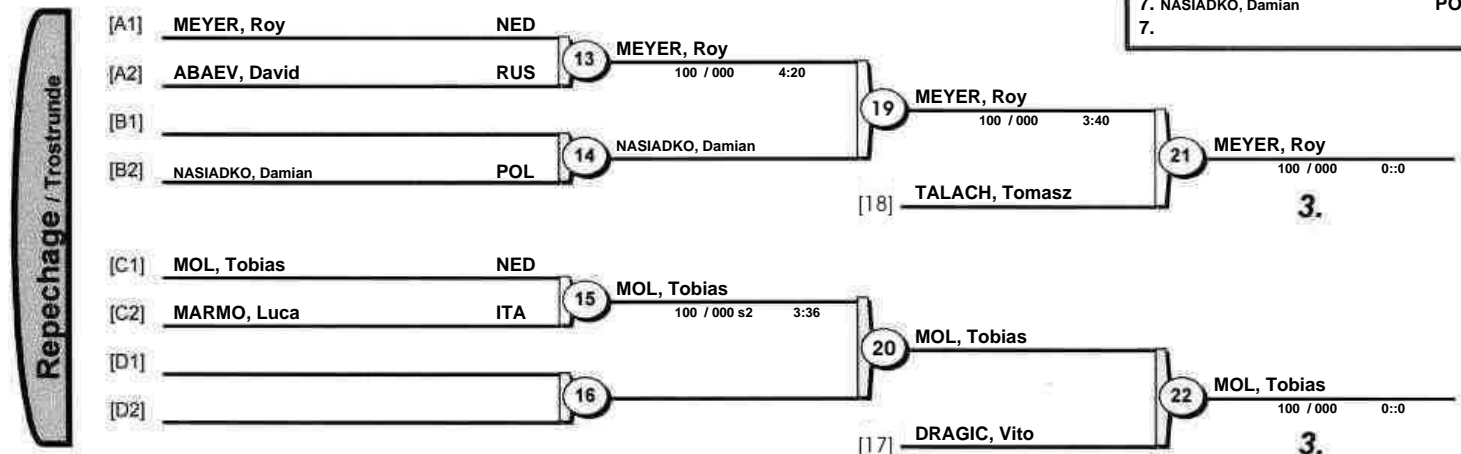 7. NASIADKO, Damian PO
7.
Repechage / Trostrunde
[A1] MEYER, Roy NED
13 MEYER, Roy
100 / 000 4:20
[A2] ABAEV, David RUS
19 MEYER, Roy
100 / 000 3:40
[B1]
14 NASIADKO, Damian
[B2] NASIADKO, Damian POL
21 MEYER, Roy
100 / 000 0::0
[18] TALACH, Tomasz
3.
[C1] MOL, Tobias NED
15 MOL, Tobias
100 / 000 s2 3:36
[C2] MARMO, Luca ITA
20 MOL, Tobias
[D1]
16
[D2]
22 MOL, Tobias
100 / 000 0::0
[17] DRAGIC, Vito
3.